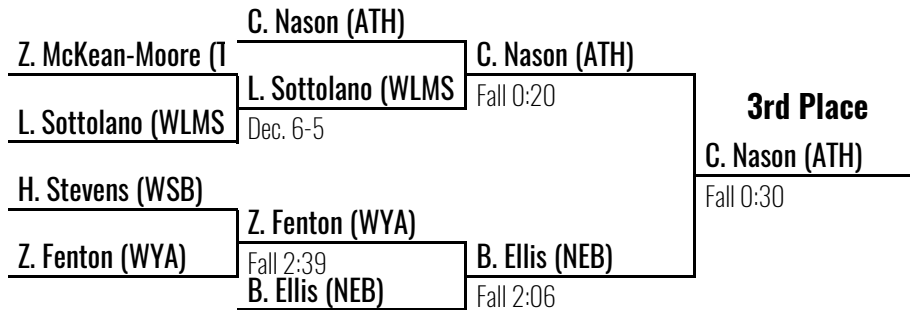 C. Nason (ATH)
Z. McKean-Moore (T
C. Nason (ATH)
L. Sottolano (WLMS
Fall 0:20
3rd Place
L. Sottolano (WLMS
Dec. 6-5
C. Nason (ATH)
H. Stevens (WSB)
Fall 0:30
Z. Fenton (WYA)
Z. Fenton (WYA)
Fall 2:39
B. Ellis (NEB)
B. Ellis (NEB)
Fall 2:06